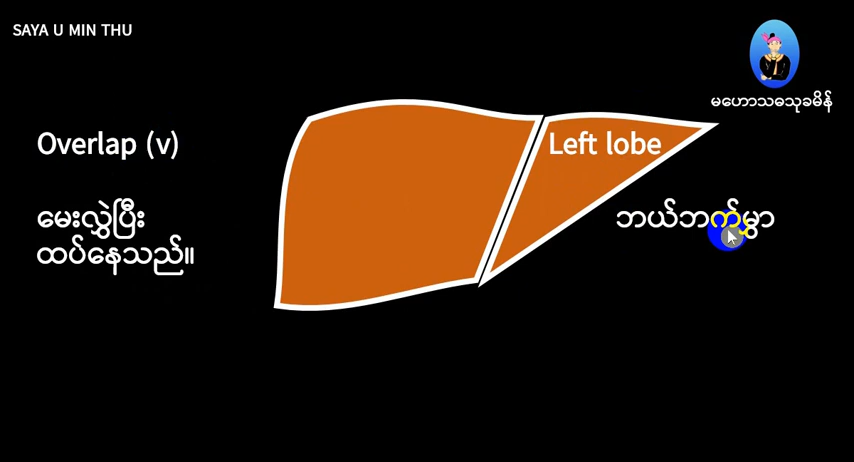 SAYA U MIN THU
မဟောသဓသုခမိန်
Overlap (v)
Left lobe
မေးလွှဲပြီး
ထပ်နေသည်။
ဘယ်ဘက်မွှာ